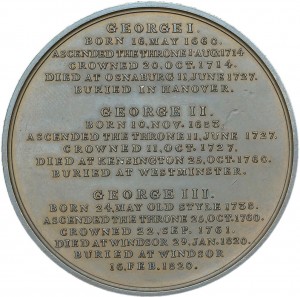 GEORGE I.
BORN 16.MAY 1660.
ASCENDED THE THRONE 1.AUG.1714
CROWNED 20.OCT.1714.
DIED AT OSNABURG 11.JUNE 1727.
BURIED IN HANOVER.
GEORGE II.
BORN 10.NOV. 1683.
ASCENDED THE THRONE 11.JUNE 1727.
CROWNED 11.OCT.1727.
DIED AT KENSINGTON 25.OCT.1760.
BURIED AT WESTMINSTER.
GEORGE III.
BORN 24.MAY OLD STYLE 1738.
ASCENDED THE THRONE 25.OCT.1760.
CROWNED 22.SEP. 1761.
DIED AT WINDSOR 29.JAN.1820.
BURIED AT WINDSOR
16.FEB.1820.